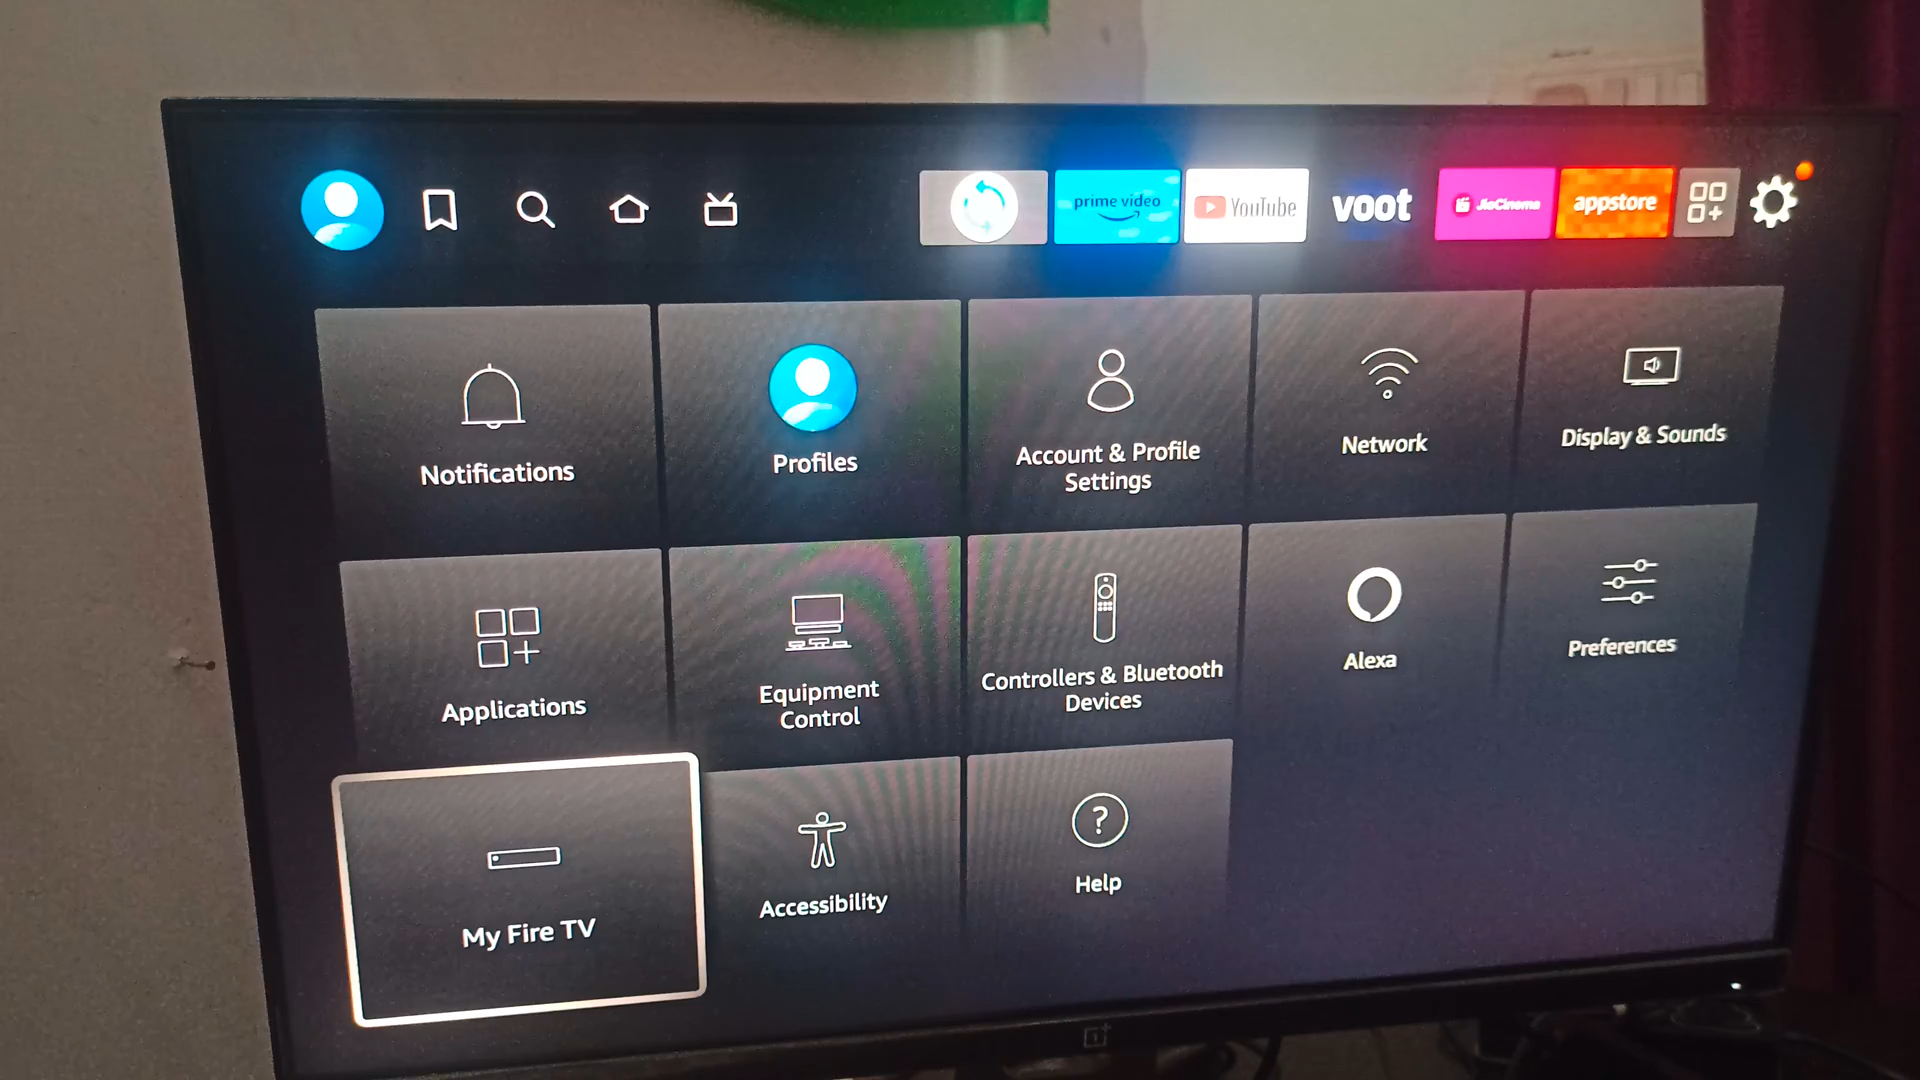 prime video
YouTube
voot
JioCinema
appstore
Notifications
Profiles
Account & Profile
Settings
Network
Display & Sounds
Applications
Equipment
Control
Controllers & Bluetooth
Devices
Alexa
Preferences
My Fire TV
Accessibility
?
Help